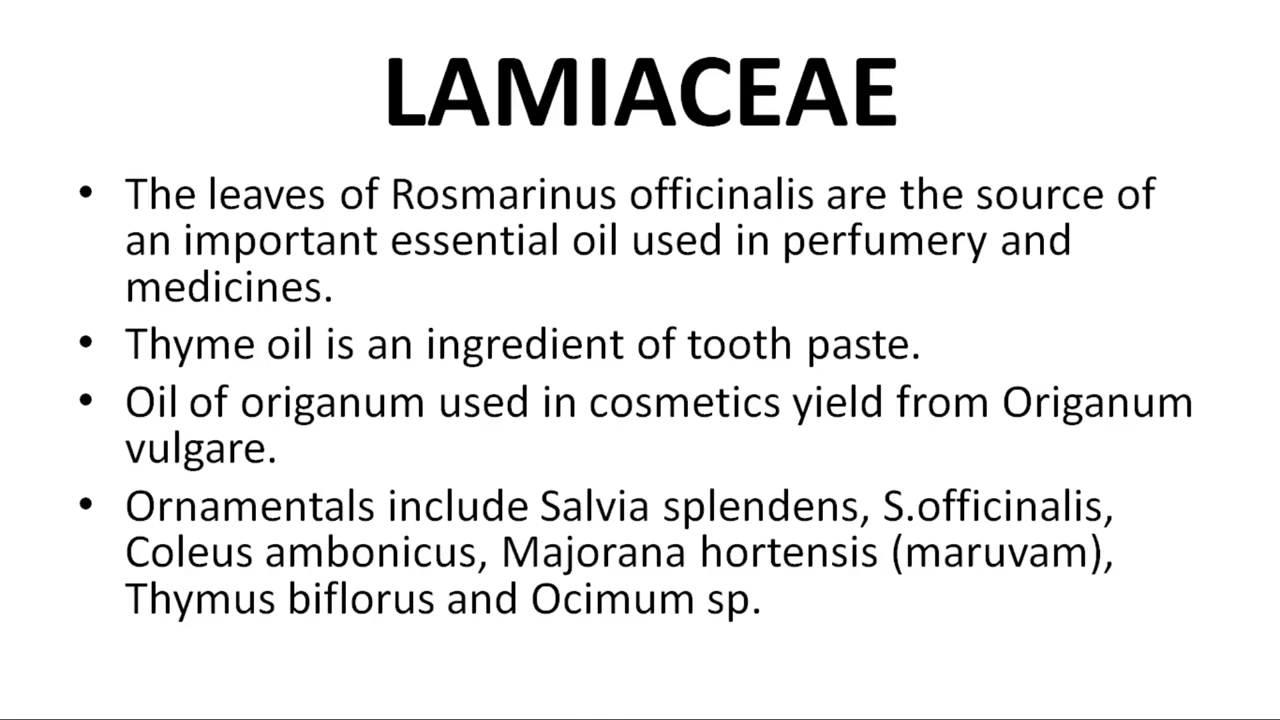 LAMIACEAE
• The leaves of Rosmarinus officinalis are the source of
an important essential oil used in perfumery and
medicines.
• Thyme oil is an ingredient of tooth paste.
• Oil of origanum used in cosmetics yield from Origanum
vulgare.
• Ornamentals include Salvia splendens, S.officinalis,
Coleus ambonicus, Majorana hortensis (maruvam),
Thymus biflorus and Ocimum sp.